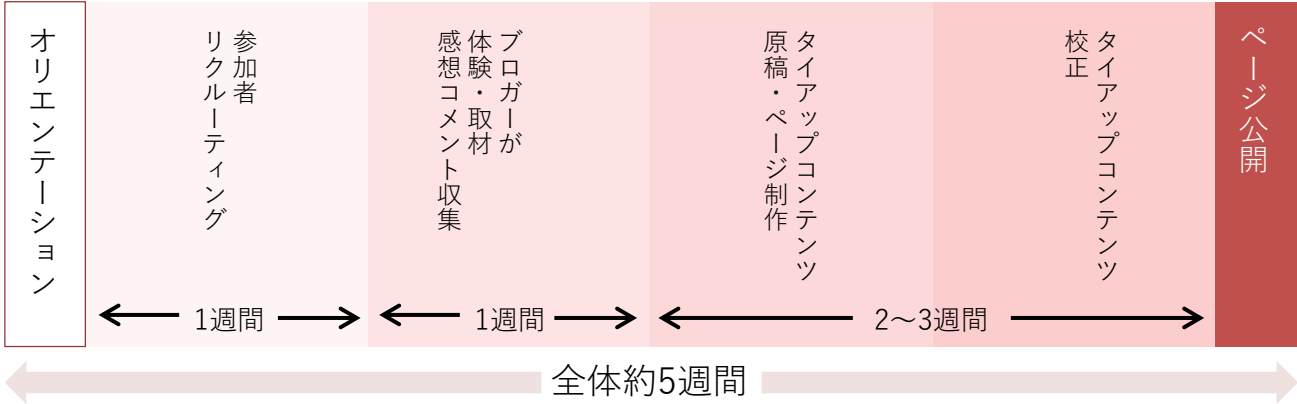 オリエンテーション
参加者
リクルーティング
ブロガーが
体験・取材
感想コメント収集
タイアップコンテンツ
原稿・ページ制作
タイアップコンテンツ
校正
ページ公開
1週間
1週間
2～3週間
全体約5週間